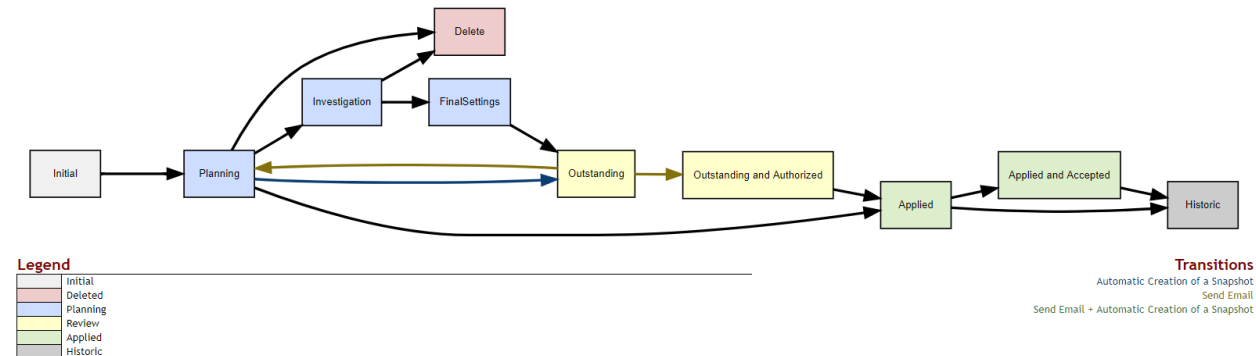 Delete
Investigation
FinalSettings
Initial
Planning
Outstanding
Outstanding and Authorized
Applied
Applied and Accepted
Historic
Legend
Initial
Deleted
Planning
Review
Applied
Historic
Transitions
Automatic Creation of a Snapshot
Send Email
Send Email + Automatic Creation of a Snapshot